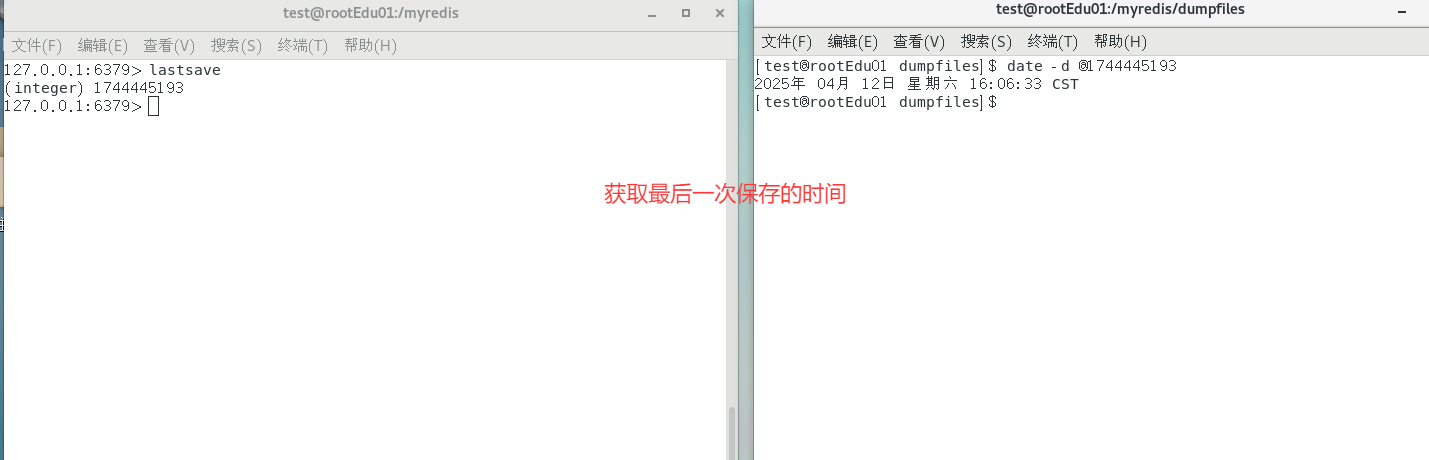 test@rootEdu01:/myredis
文件(F) 编辑(E) 查看(V) 搜索(S) 终端(T) 帮助(H)
127.0.0.1:6379> lastsave
(integer) 1744445193
127.0.0.1:6379>
test@rootEdu01:/myredis/dumpfiles
文件(F) 编辑(E) 查看(V) 搜索(S) 终端(T) 帮助(H)
[test@rootEdu01 dumpfiles]$ date -d @1744445193
2025年 04月 12日 星期六 16:06:33 CST
[test@rootEdu01 dumpfiles]$
获取最后一次保存的时间